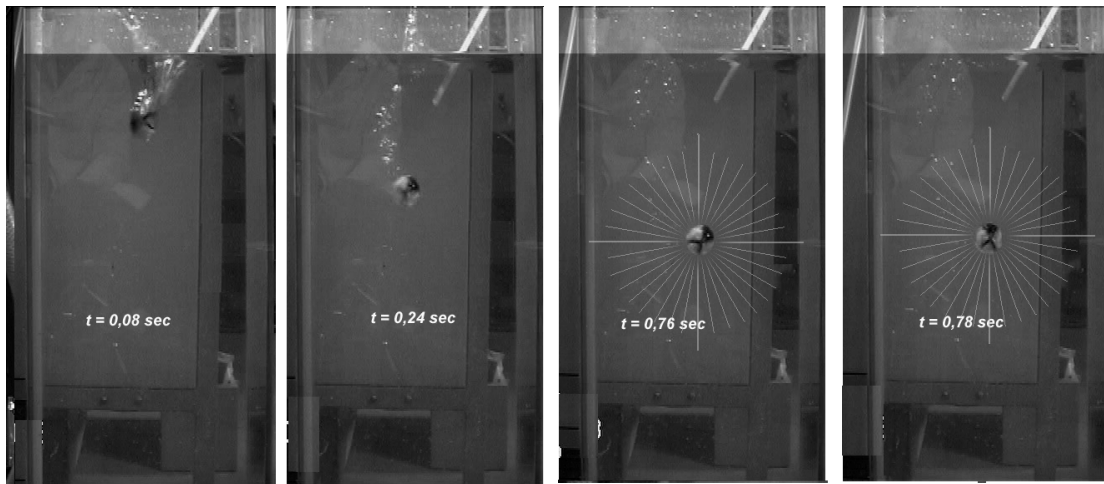 t = 0,08 sec
t = 0,24 sec
t = 0,76 sec
t = 0,78 sec